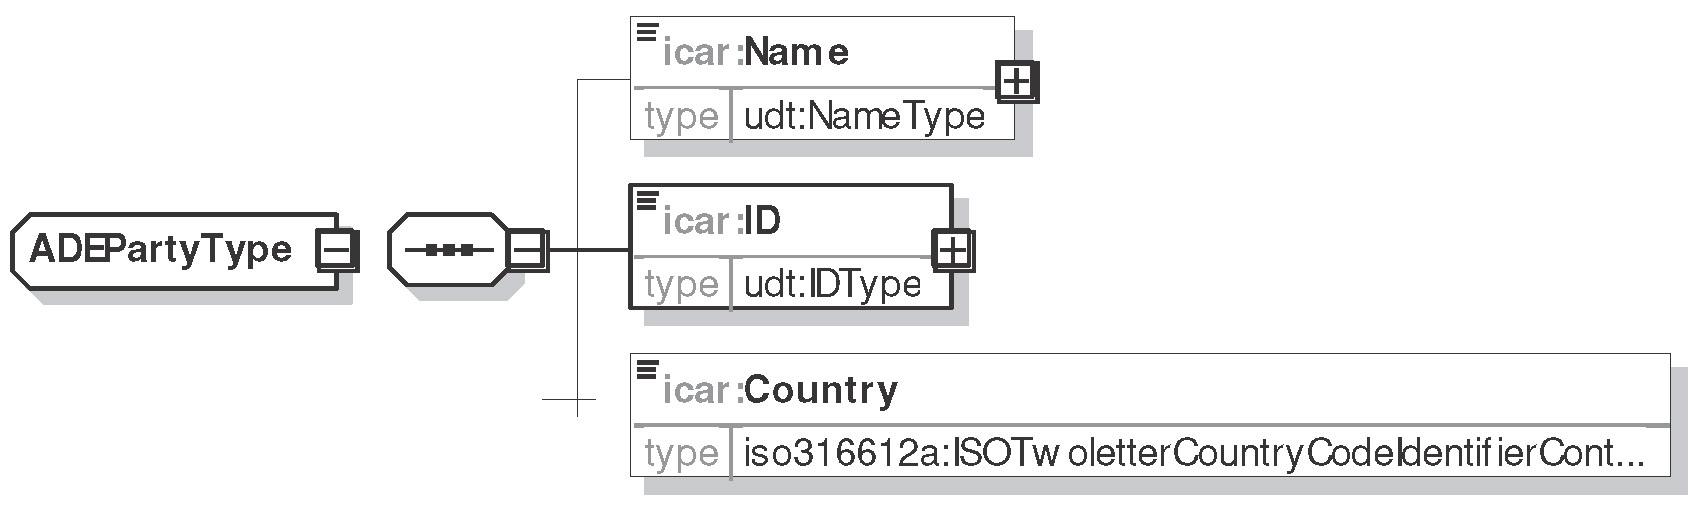 icar:Name
type udt:NameType
ADEPartyType
icar:ID
type udt:IDType
icar:Country
type iso316612a:ISOTwoletterCountryCodeIdentifierCont...